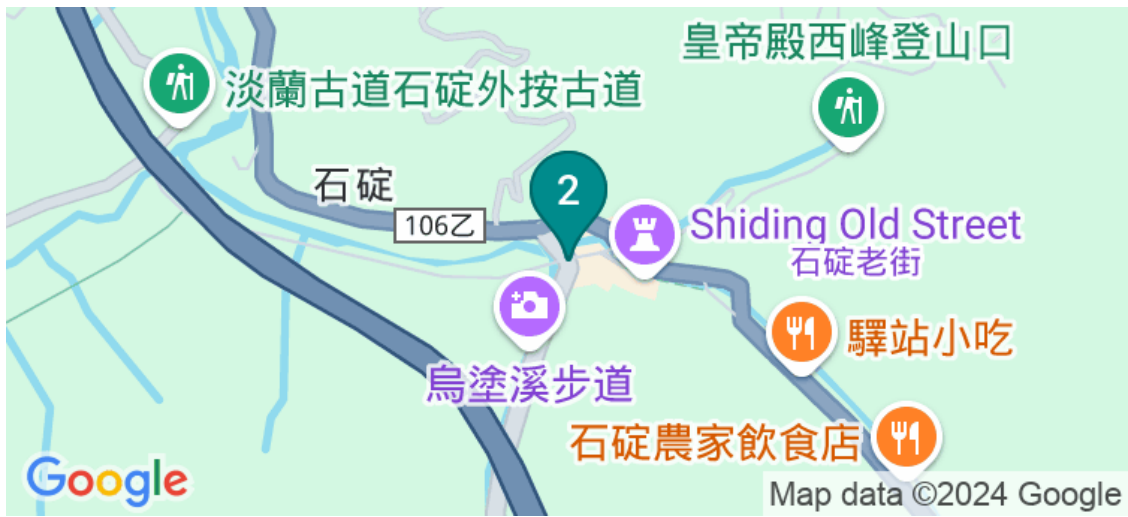 皇帝殿西峰登山口
淡蘭古道石碇外按古道
石碇
2
106乙
Shiding Old Street
石碇老街
驛站小吃
烏塗溪步道
石碇農家飲食店
Google
Map data ©2024 Google